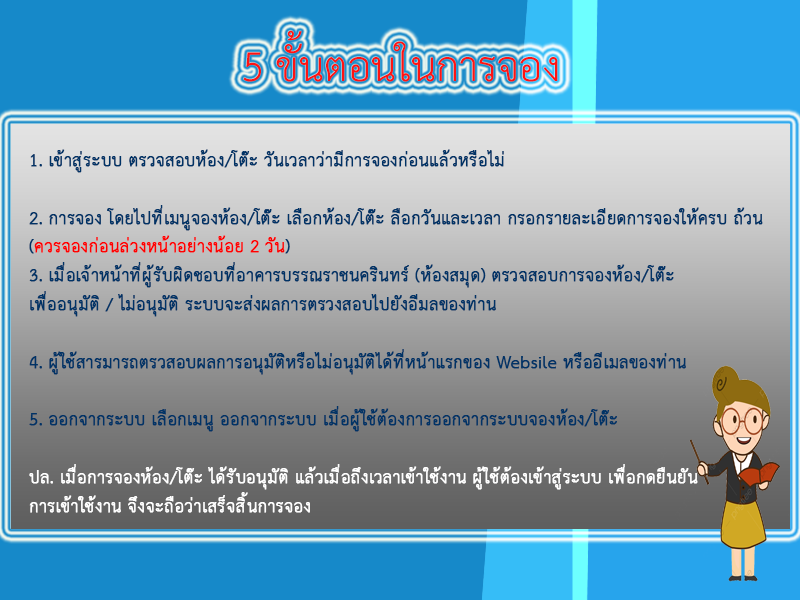 5 ขั้นตอนในการจอง
1. เข้าสู่ระบบ ตรวจสอบห้อง/โต๊ะ วันเวลาว่ามีการจองก่อนแล้วหรือไม่
2. การจอง โดยไปที่เมนูจองห้อง/โต๊ะ เลือกห้อง/โต๊ะ ลือกวันและเวลา กรอกรายละเอียดการจองให้ครบ ถ้วน
(ควรจองก่อนล่วงหน้าอย่างน้อย 2 วัน)
3. เมื่อเจ้าหน้าที่ผู้รับผิดชอบที่อาคารบรรณราชนครินทร์ (ห้องสมุด) ตรวจสอบการจองห้อง/โต๊ะ
เพื่ออนุมัติ / ไม่อนุมัติ ระบบจะส่งผลการตรวงสอบไปยังอีมลของท่าน
4. ผู้ใช้สารมารถตรวสอบผลการอนุมัติหรือไม่อนุมัติได้ที่หน้าแรกของ Websile หรืออีเมลของท่าน
5. ออกจากระบบ เลือกเมนู ออกจากระบบ เมื่อผู้ใช้ต้องการออกจากระบบจองห้อง/โต๊ะ
ปล. เมื่อการจองห้อง/โต๊ะ ได้รับอนุมัติ แล้วเมื่อถึงเวลาเข้าใช้งาน ผู้ใช้ต้องเข้าสู่ระบบ เพื่อกดยืนยัน
การเข้าใช้งาน จึงจะถือว่าเสร็จสิ้นการจอง